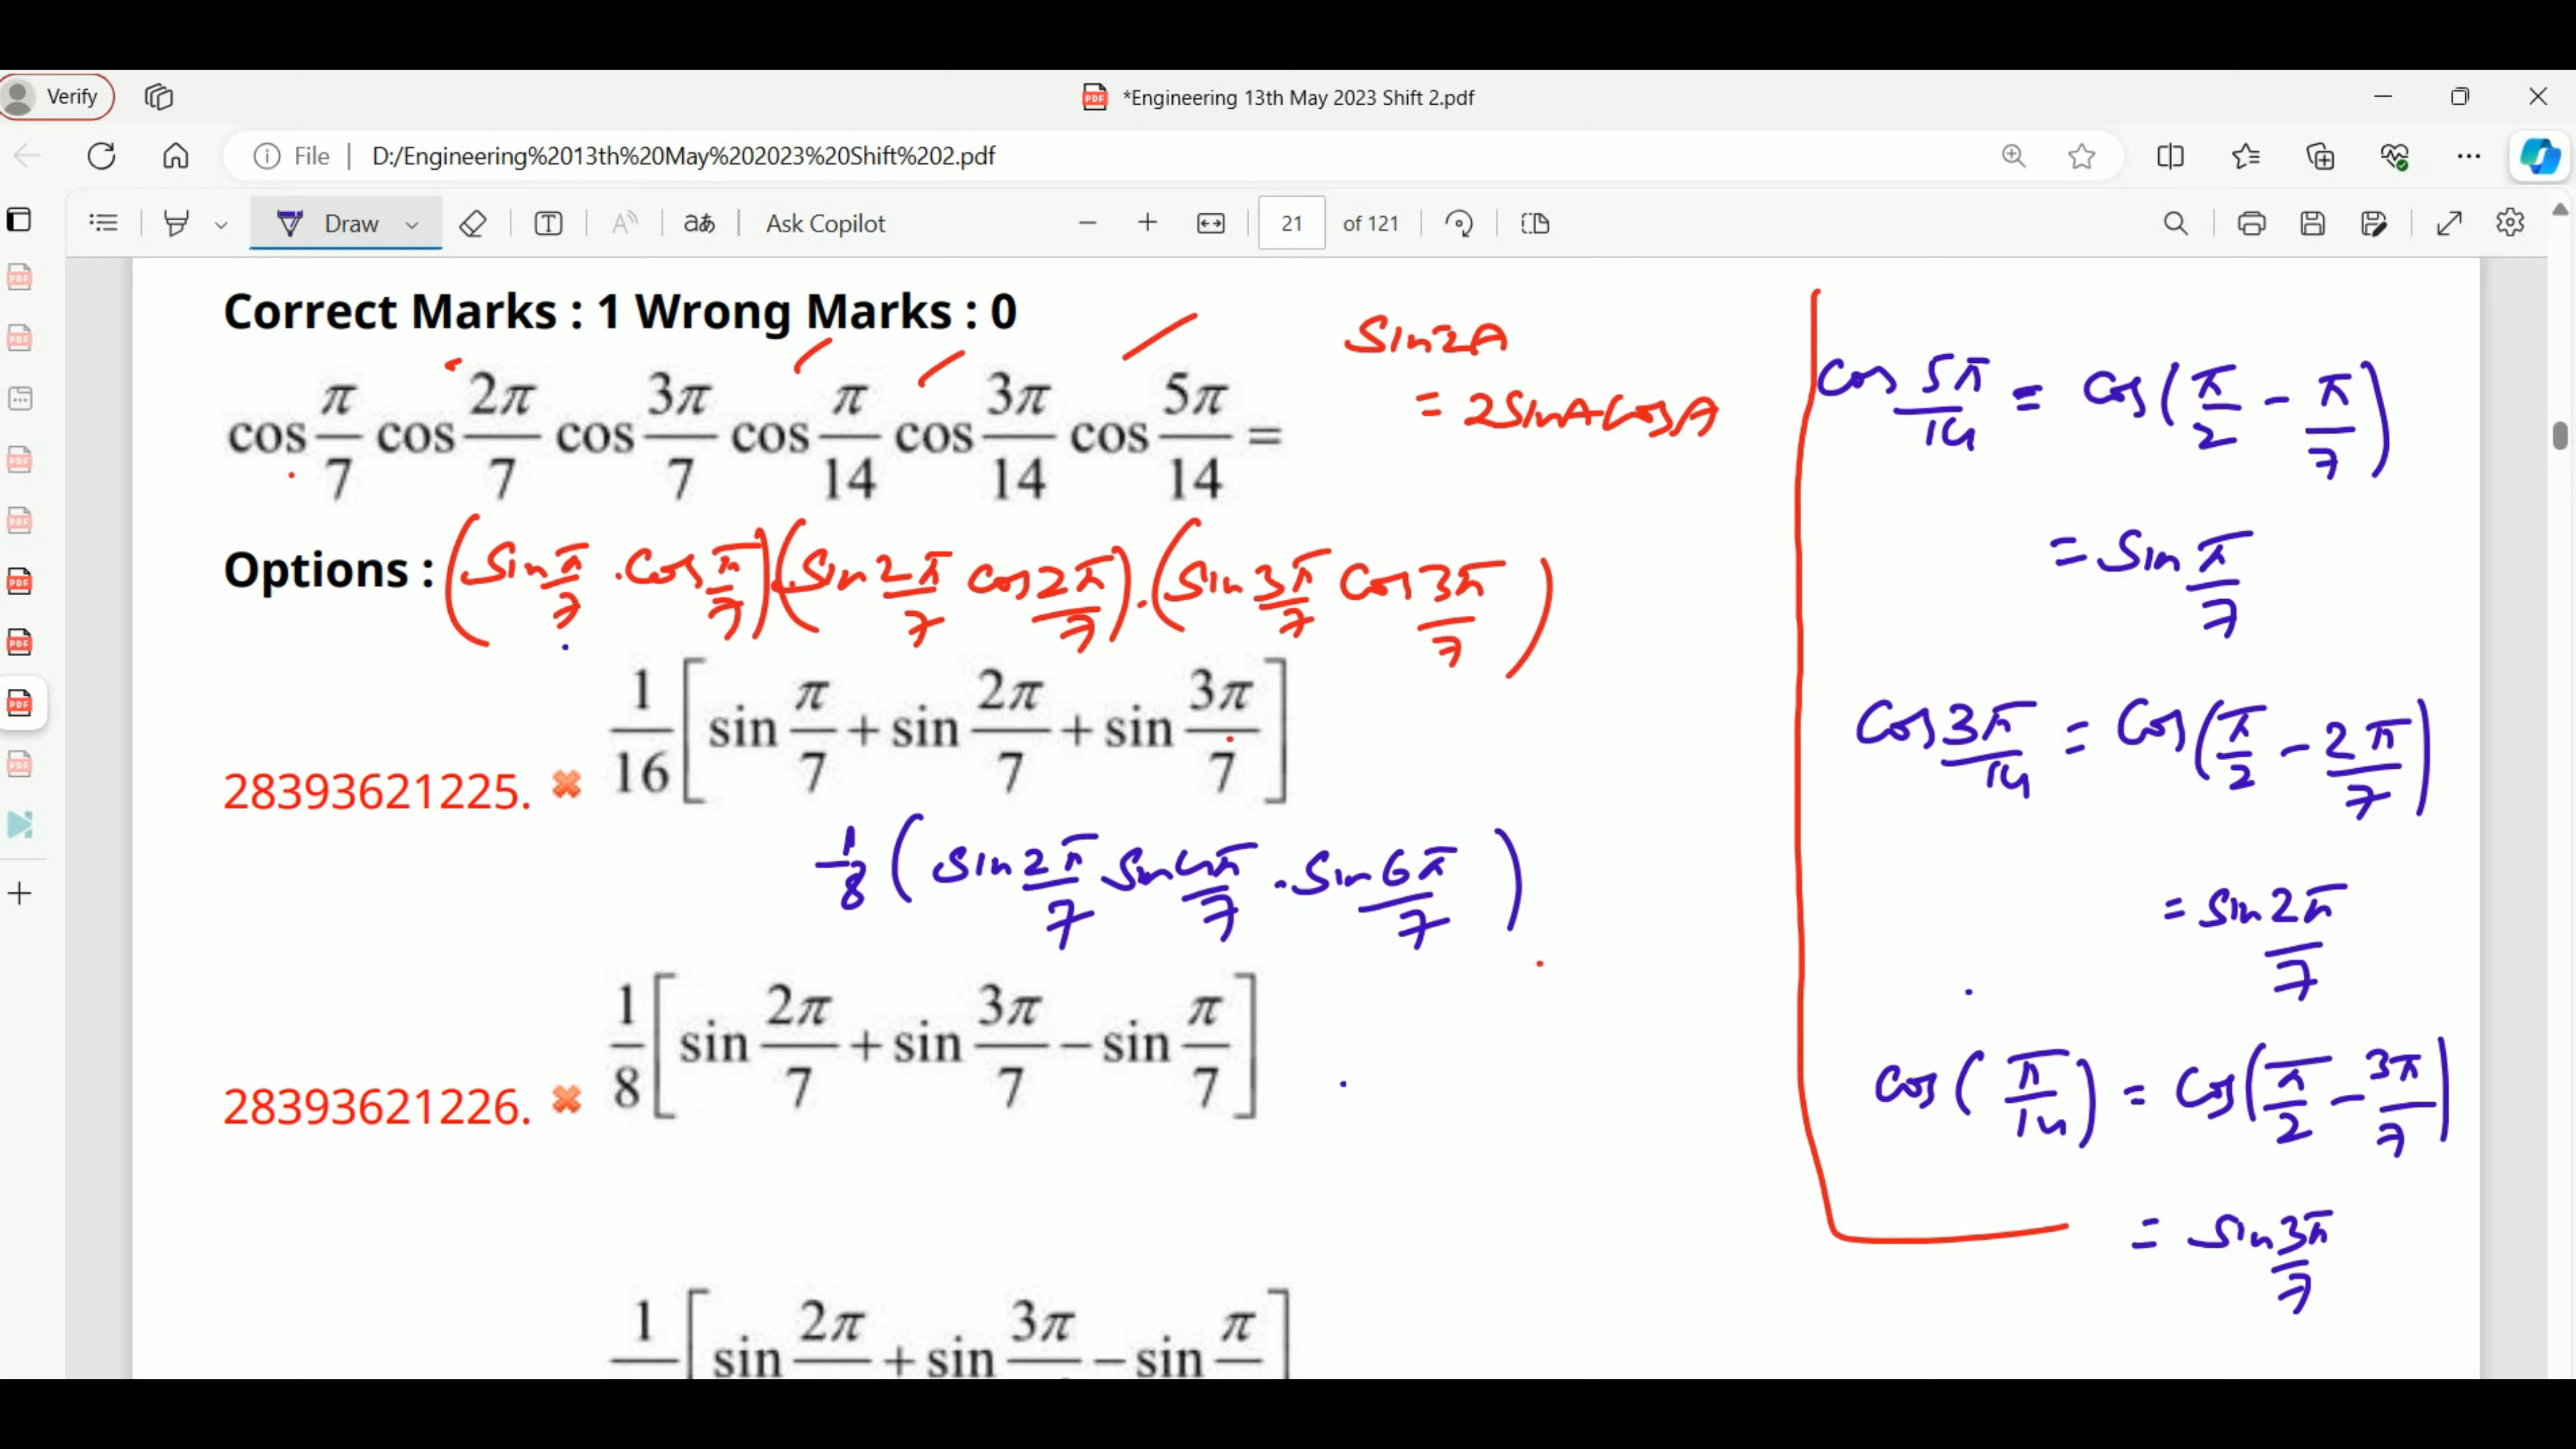 Verify
*Engineering 13th May 2023 Shift 2.pdf
File | D:/Engineering%2013th%20May%202023%20Shift%202.pdf
Draw aあ Ask Copilot 21 of 121
Correct Marks : 1 Wrong Marks : 0
cos π/7 cos 2π/7 cos 3π/7 cos π/14 cos 3π/14 cos 5π/14 =
Sin2A
= 2SinA CosA
Options : (Sin π/7 . Cos π/7)(Sin 2π/7 Cos 2π/7).(Sin 3π/7 Cos 3π/7)
28393621225. 1/16 [sin π/7 + sin 2π/7 + sin 3π/7]
1/8 (Sin 2π/7 Sin 4π/7 . Sin 6π/7)
28393621226. 1/8 [sin 2π/7 + sin 3π/7 − sin π/7]
1 [sin 2π + sin 3π − sin π]
Cos 5π/14 = Cos(π/2 − π/7)
= Sin π/7
Cos 3π/14 = Cos(π/2 − 2π/7)
= Sin 2π/7
Cos (π/14) = Cos(π/2 − 3π/7)
= Sin 3π/7